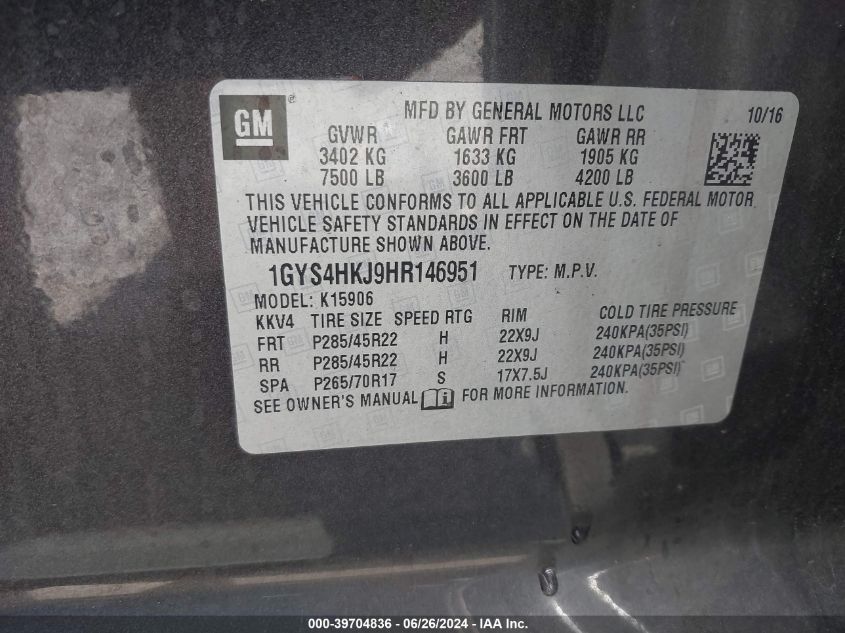 GM ®
MFD BY GENERAL MOTORS LLC 10/16
GVWR GAWR FRT GAWR RR
3402 KG 1633 KG 1905 KG
7500 LB 3600 LB 4200 LB
THIS VEHICLE CONFORMS TO ALL APPLICABLE U.S. FEDERAL MOTOR
VEHICLE SAFETY STANDARDS IN EFFECT ON THE DATE OF
MANUFACTURE SHOWN ABOVE.
1GYS4HKJ9HR146951 TYPE: M.P.V.
MODEL: K15906
KKV4 TIRE SIZE SPEED RTG RIM COLD TIRE PRESSURE
FRT P285/45R22 H 22X9J 240KPA(35PSI)
RR P285/45R22 H 22X9J 240KPA(35PSI)
SPA P265/70R17 S 17X7.5J 240KPA(35PSI)
SEE OWNER'S MANUAL FOR MORE INFORMATION.
000-39704836 - 06/26/2024 - IAA Inc.